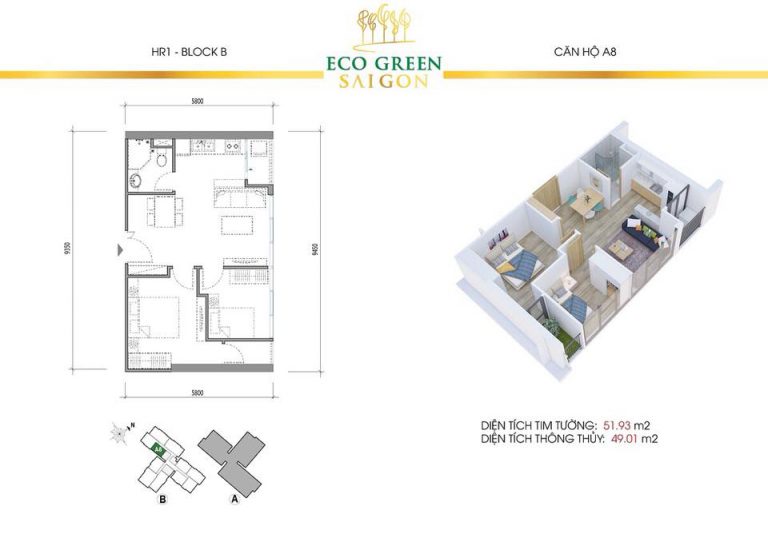 HR1 - BLOCK B
ECO GREEN
SAIGON
CĂN HỘ A8
5800
9350
9450
5800
N
A8
B
A
DIỆN TÍCH TIM TƯỜNG: 51.93 m2
DIỆN TÍCH THÔNG THỦY: 49.01 m2